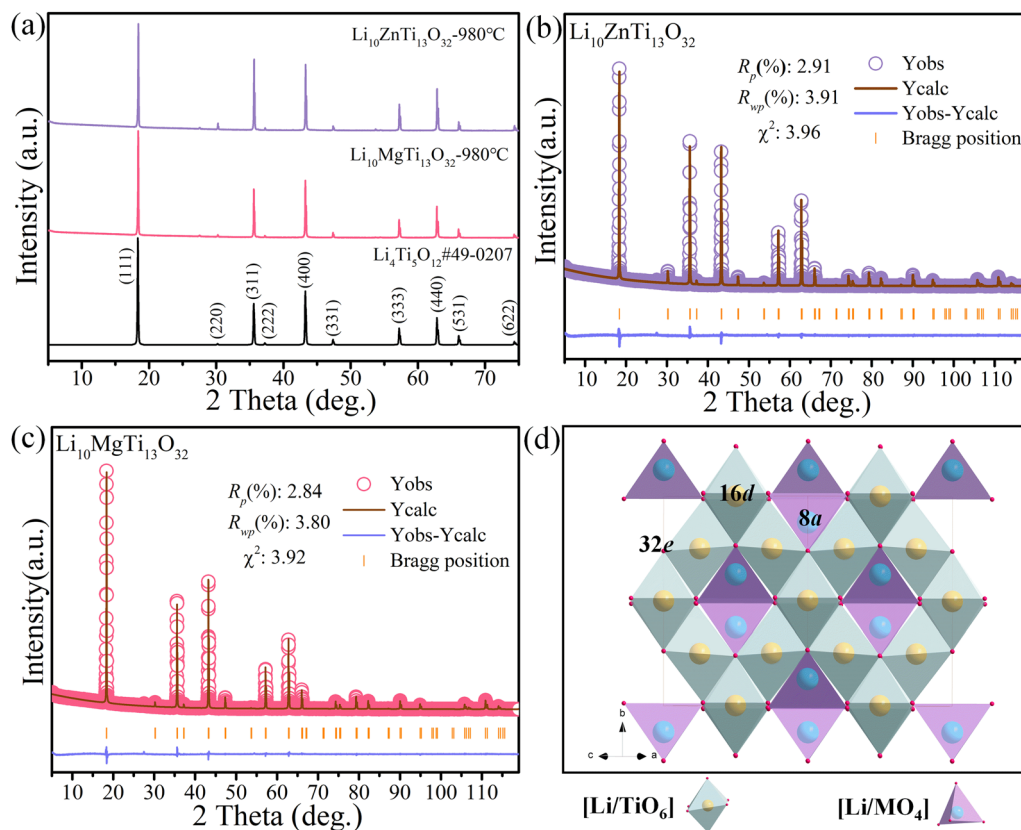 (a)
Li₁₀ZnTi₁₃O₃₂-980℃
Li₁₀MgTi₁₃O₃₂-980℃
Li₄Ti₅O₁₂#49-0207
(111)
(220)
(311)
(222)
(400)
(331)
(333)
(440)
(531)
(622)
Intensity (a.u.)
10 20 30 40 50 60 70
2 Theta (deg.)
(b)
Li₁₀ZnTi₁₃O₃₂
Rₚ(%): 2.91
R_wp(%): 3.91
χ²: 3.96
Yobs
Ycalc
Yobs-Ycalc
Bragg position
Intensity(a.u.)
10 20 30 40 50 60 70 80 90 100 110
2 Theta (deg.)
(c)
Li₁₀MgTi₁₃O₃₂
Rₚ(%): 2.84
R_wp(%): 3.80
χ²: 3.92
Yobs
Ycalc
Yobs-Ycalc
Bragg position
Intensity(a.u.)
10 20 30 40 50 60 70 80 90 100 110
2 Theta (deg.)
(d)
16d
8a
32e
b
c
a
[Li/TiO₆]
[Li/MO₄]